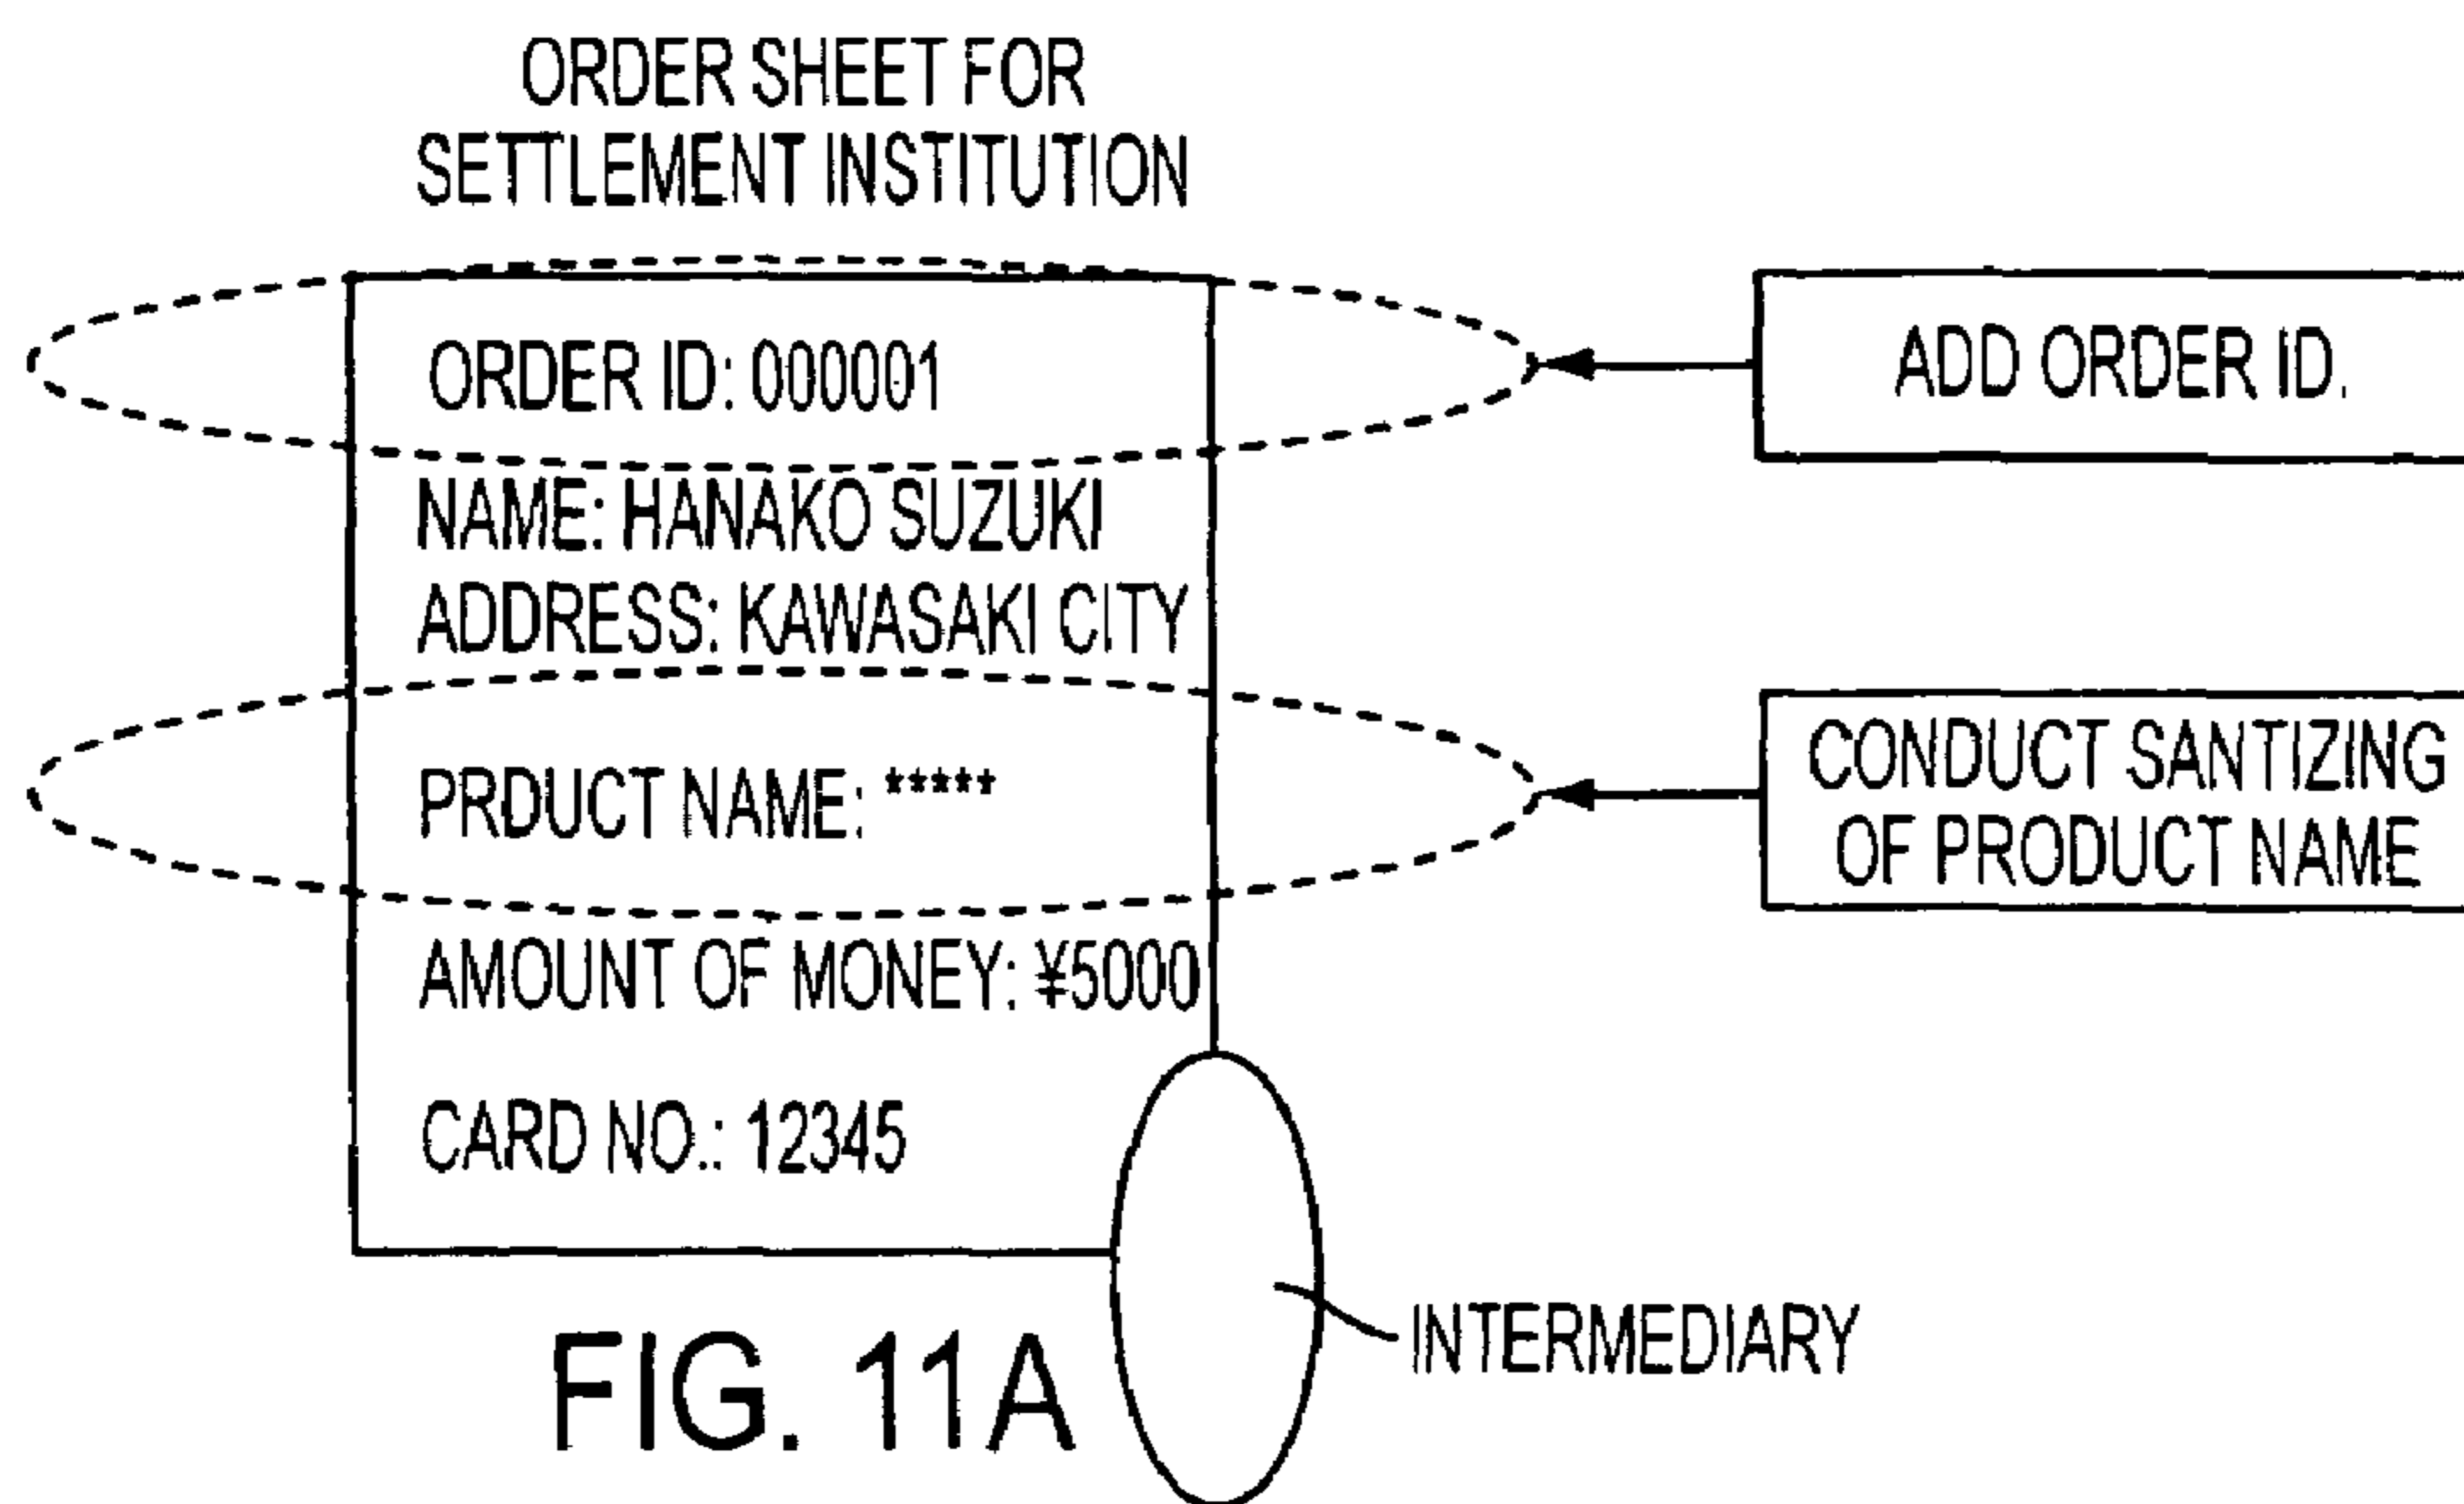 ORDER SHEET FOR
SETTLEMENT INSTITUTION
ORDER ID: 000001
ADD ORDER ID.
NAME: HANAKO SUZUKI
ADDRESS: KAWASAKI CITY
PRDUCT NAME: *****
CONDUCT SANTIZING
OF PRODUCT NAME
AMOUNT OF MONEY: ¥5000
CARD NO.: 12345
INTERMEDIARY
FIG. 11A